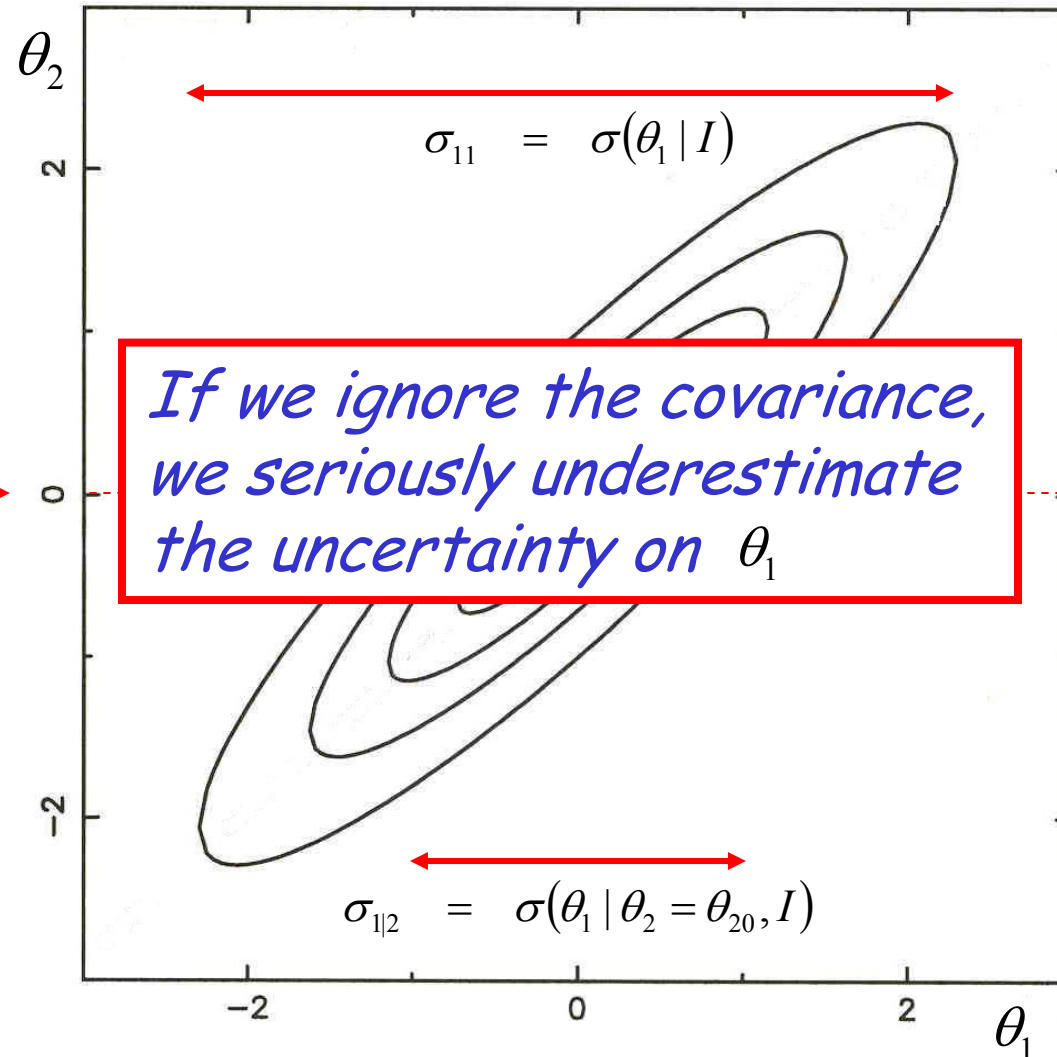 θ₂
σ₁₁ = σ(θ₁ | I)
2
If we ignore the covariance,
we seriously underestimate
the uncertainty on θ₁
0
−2
σ₁|₂ = σ(θ₁ | θ₂ = θ₂₀, I)
−2 0 2
θ₁